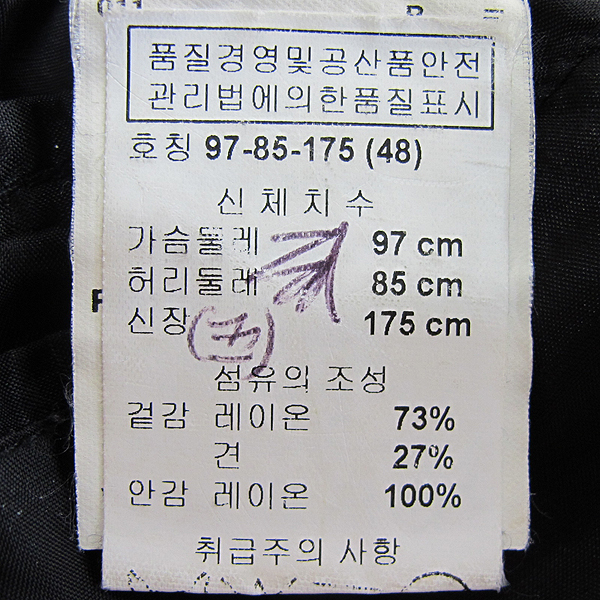 품질경영및공산품안전
관리법에의한품질표시
호칭 97-85-175 (48)
신체치수
가슴둘레 97 cm
허리둘레 85 cm
신장 175 cm
섬유의 조성
겉감 레이온 73%
견 27%
안감 레이온 100%
취급주의 사항